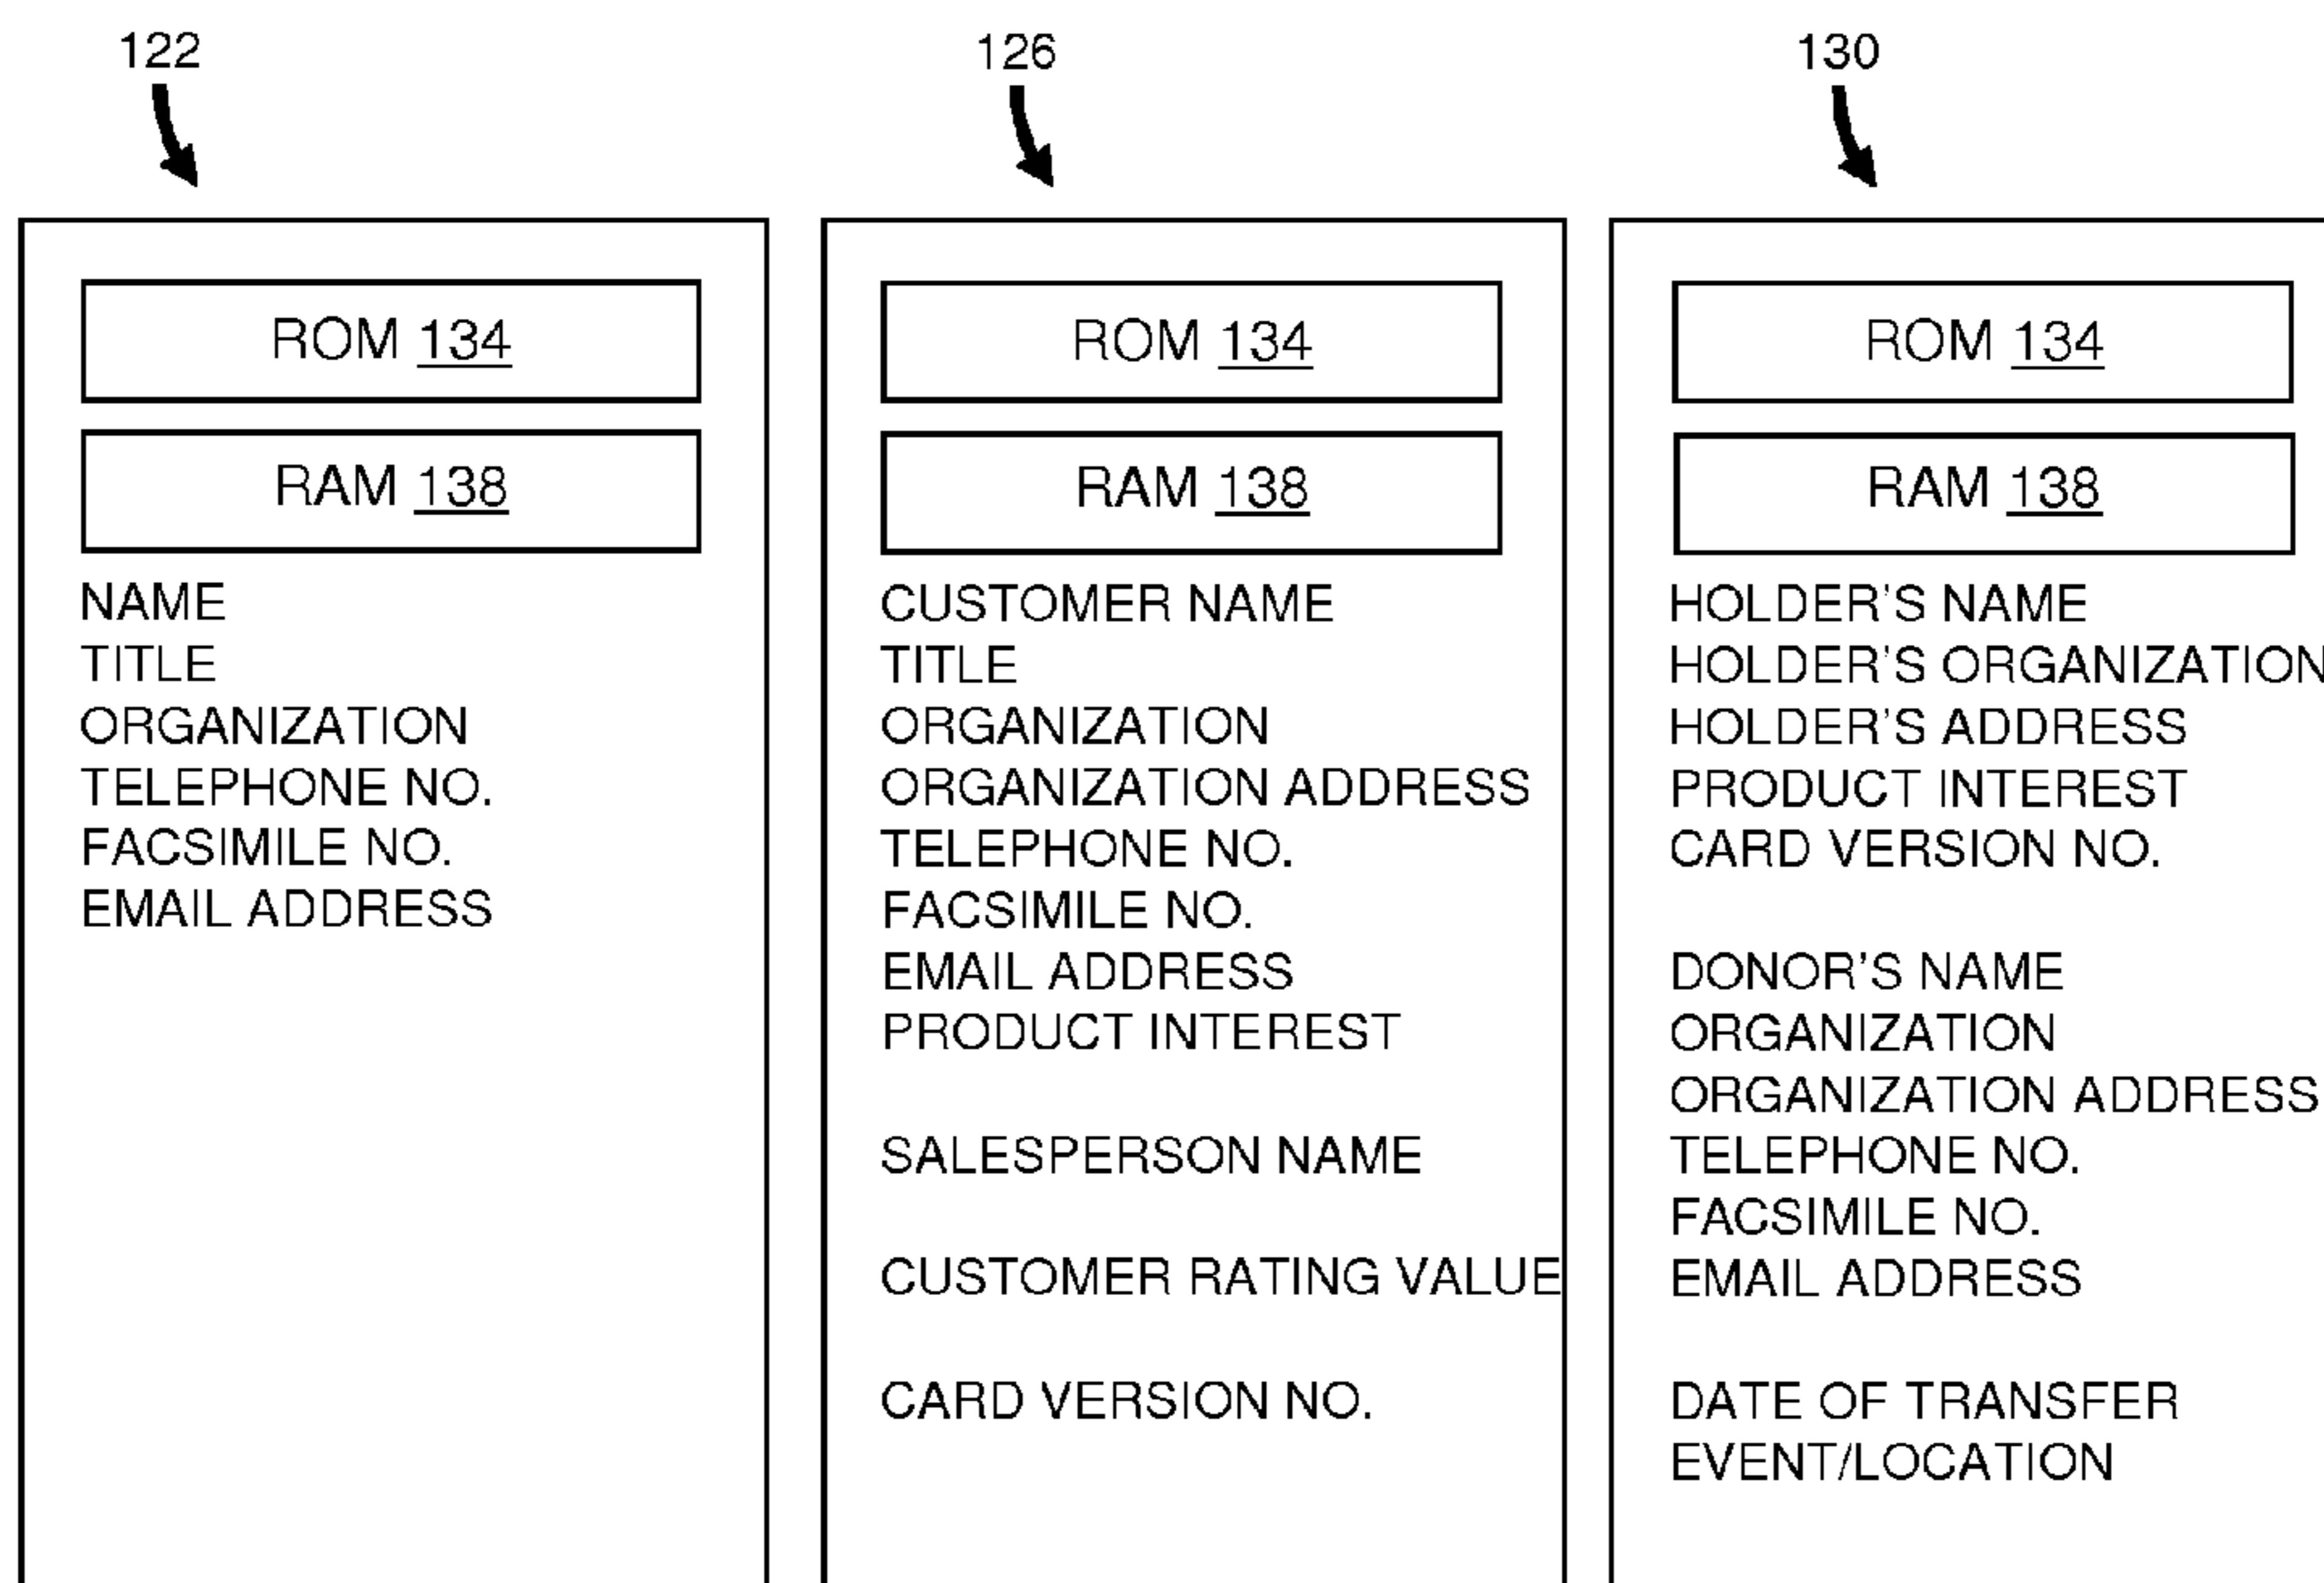 122
126
130
ROM 134
RAM 138
NAME
TITLE
ORGANIZATION
TELEPHONE NO.
FACSIMILE NO.
EMAIL ADDRESS
ROM 134
RAM 138
CUSTOMER NAME
TITLE
ORGANIZATION
ORGANIZATION ADDRESS
TELEPHONE NO.
FACSIMILE NO.
EMAIL ADDRESS
PRODUCT INTEREST
SALESPERSON NAME
CUSTOMER RATING VALUE
CARD VERSION NO.
ROM 134
RAM 138
HOLDER'S NAME
HOLDER'S ORGANIZATION
HOLDER'S ADDRESS
PRODUCT INTEREST
CARD VERSION NO.
DONOR'S NAME
ORGANIZATION
ORGANIZATION ADDRESS
TELEPHONE NO.
FACSIMILE NO.
EMAIL ADDRESS
DATE OF TRANSFER
EVENT/LOCATION